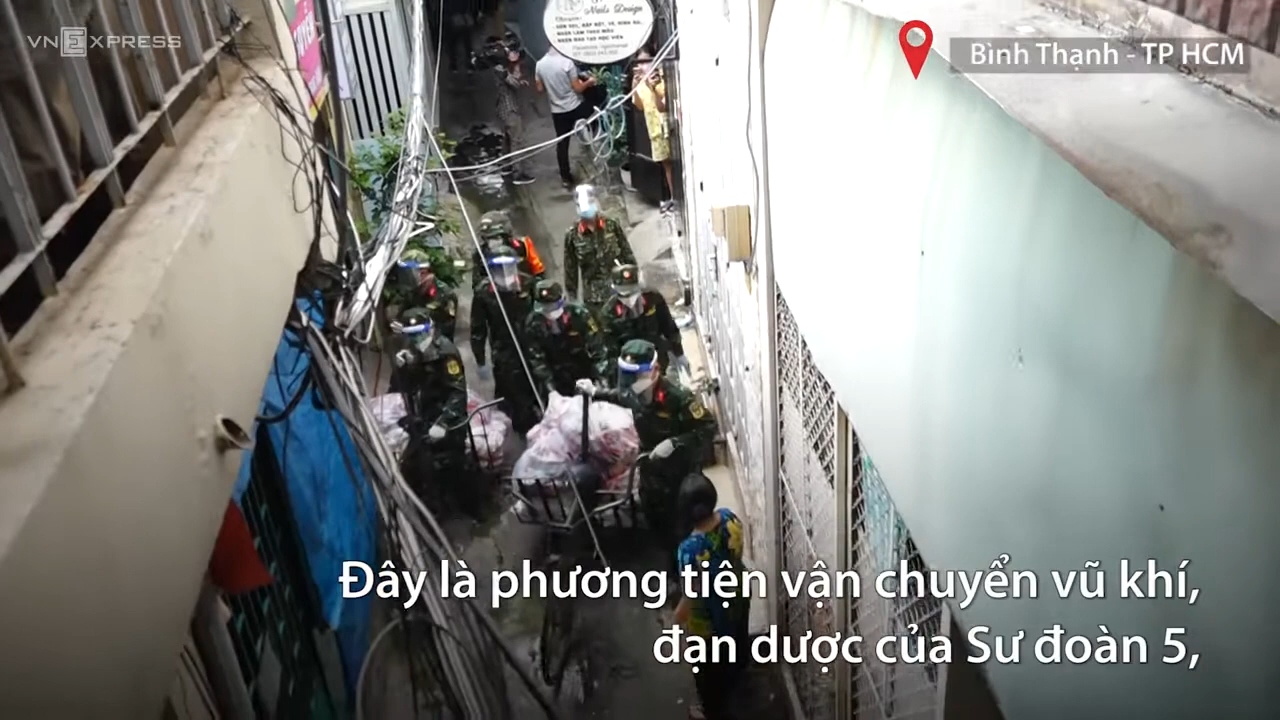 VNEXPRESS
Nails Design
Bình Thạnh - TP HCM
Đây là phương tiện vận chuyển vũ khí,
đạn dược của Sư đoàn 5,